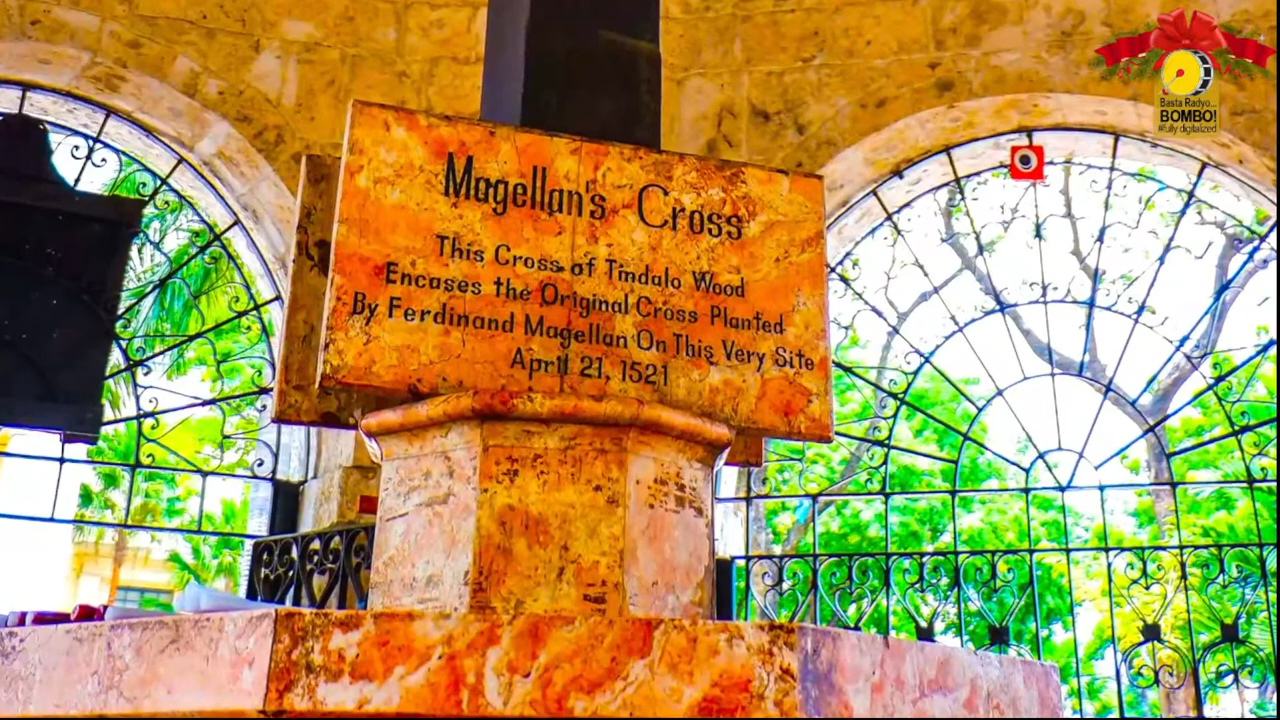 Magellan's Cross
This Cross of Tindalo Wood
Encases the Original Cross Planted
By Ferdinand Magellan On This Very Site
April 21, 1521
Basta Radyo...
BOMBO!
#fully digitalized